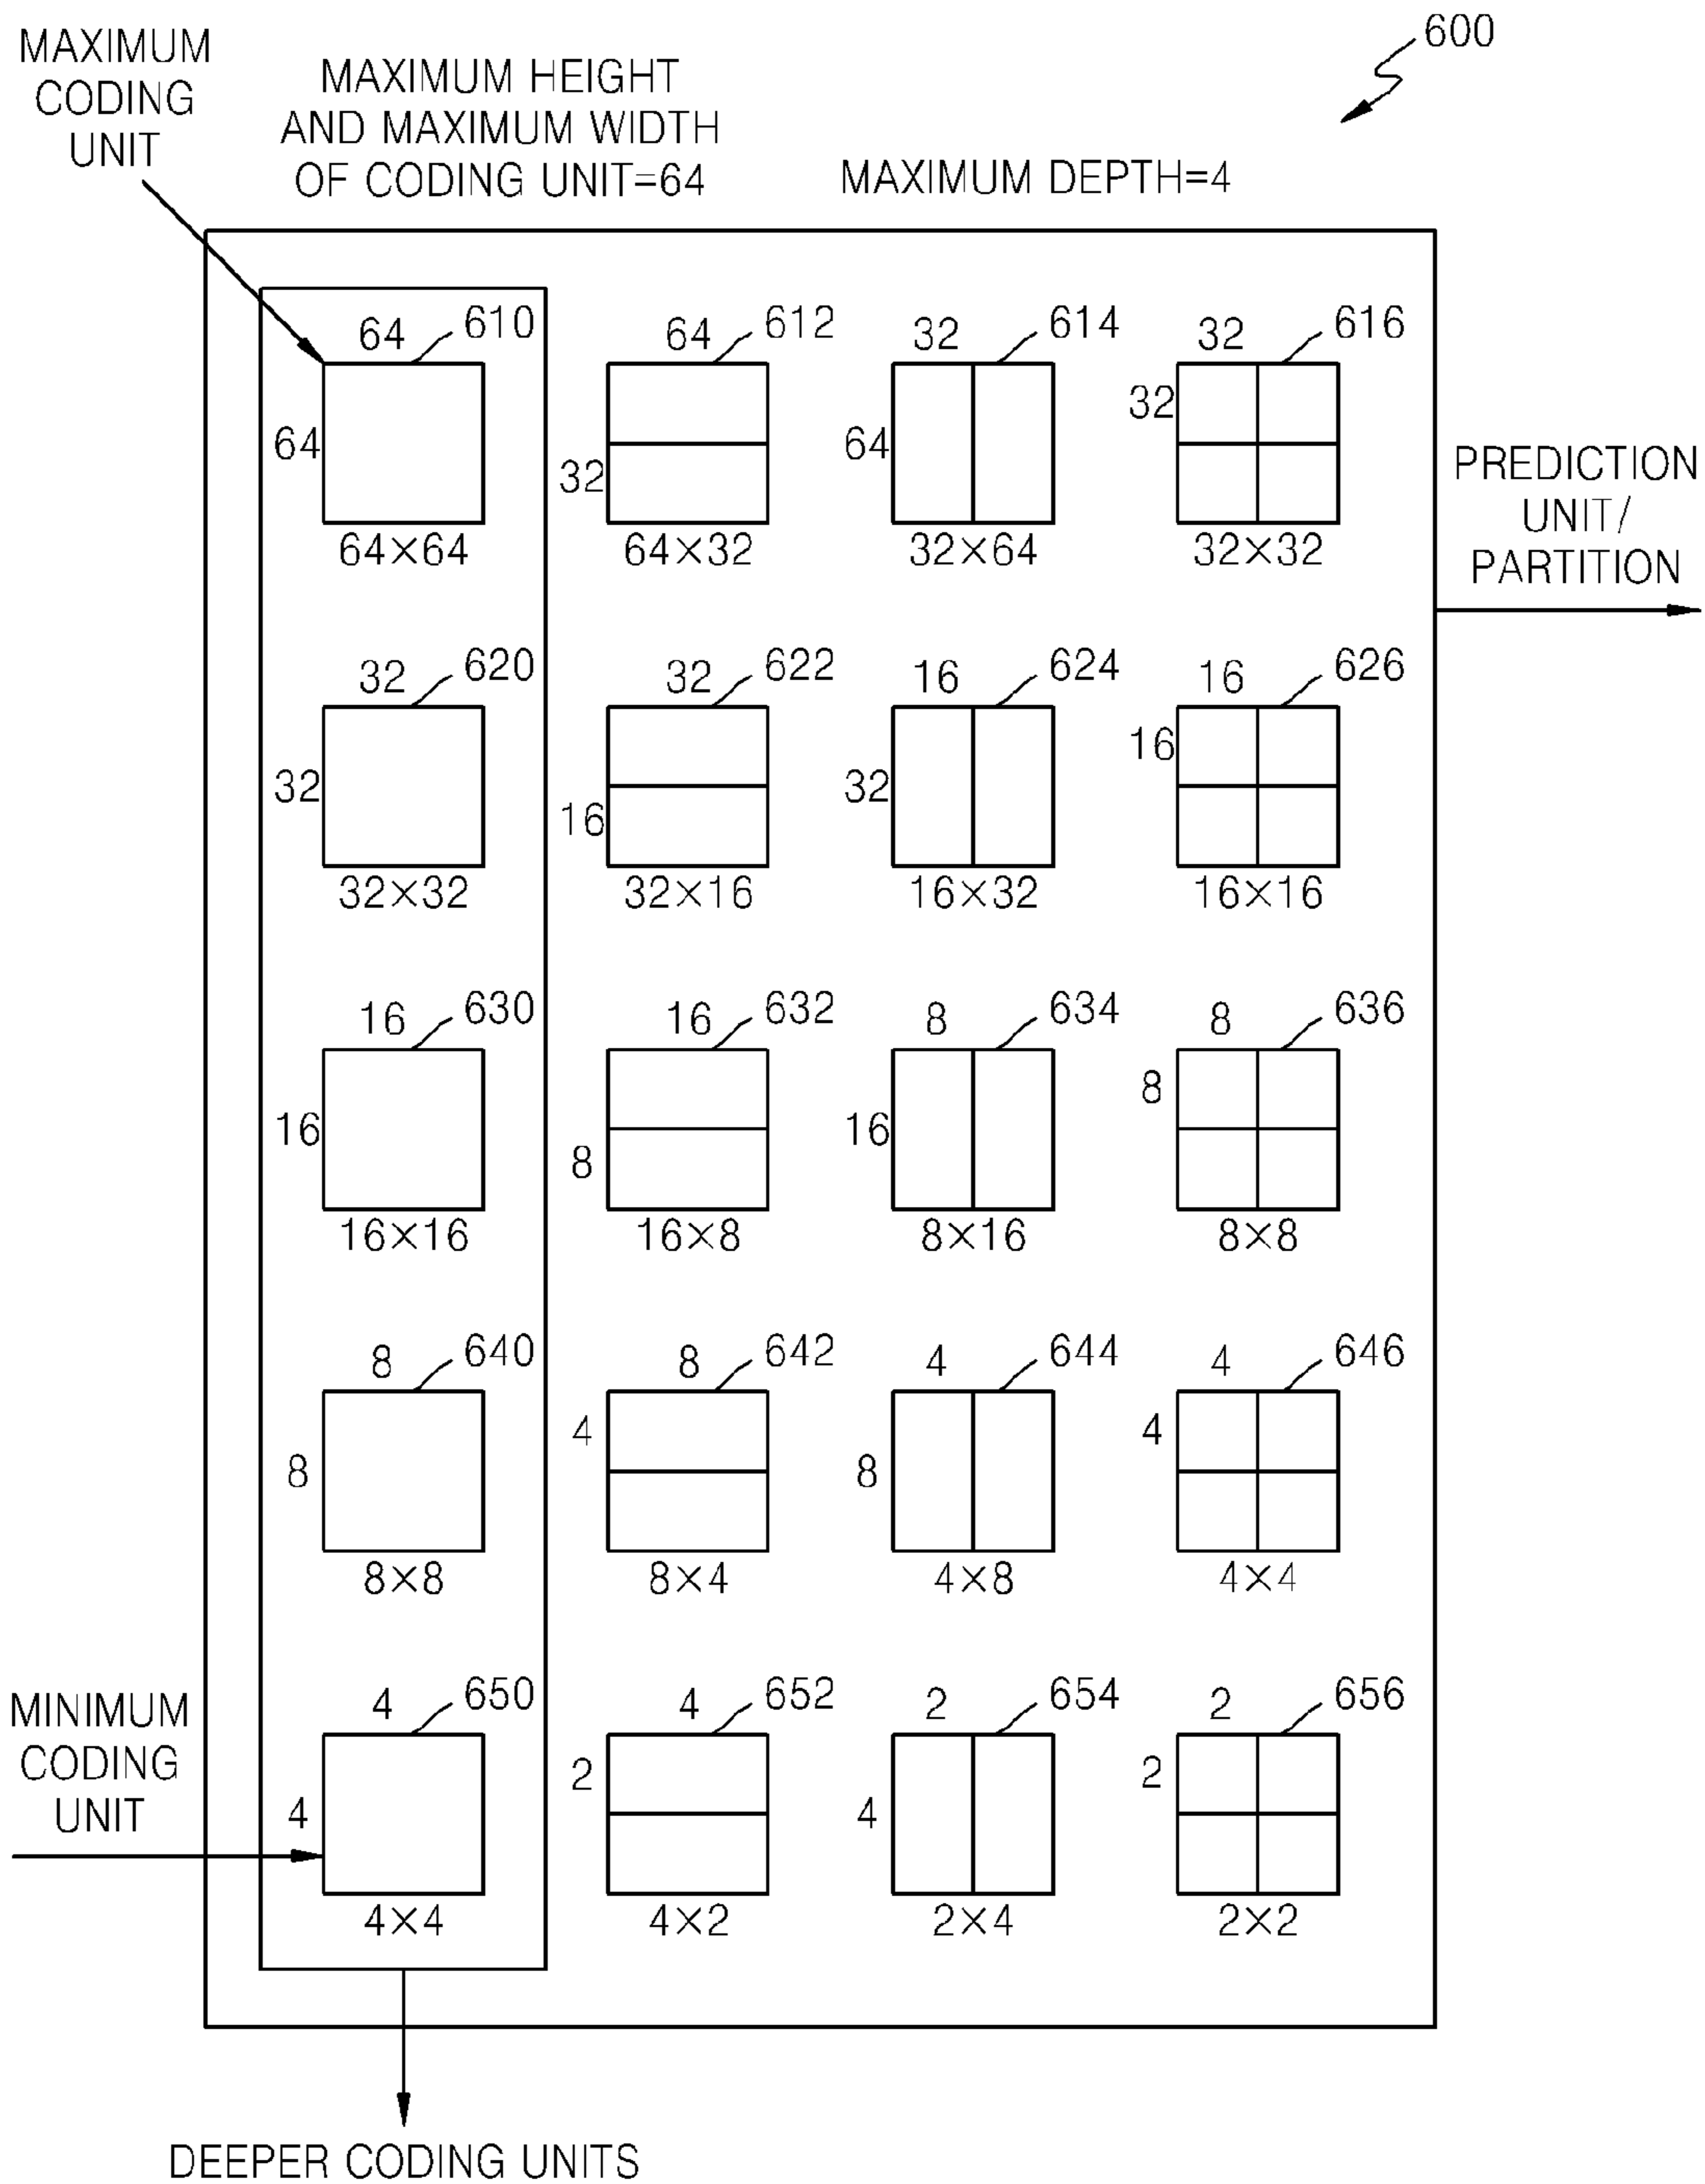 600
MAXIMUM
CODING
UNIT
MAXIMUM HEIGHT
AND MAXIMUM WIDTH
OF CODING UNIT=64
MAXIMUM DEPTH=4
64 610 64 612 32 614 32 616
64 32 64 32
64×64 64×32 32×64 32×32
PREDICTION
UNIT/
PARTITION
32 620 32 622 16 624 16 626
32 16 32 16
32×32 32×16 16×32 16×16
16 630 16 632 8 634 8 636
16 8 16 8
16×16 16×8 8×16 8×8
8 640 8 642 4 644 4 646
8 4 8 4
8×8 8×4 4×8 4×4
MINIMUM
CODING
UNIT
4 650 4 652 2 654 2 656
4 2 4 2
4×4 4×2 2×4 2×2
DEEPER CODING UNITS